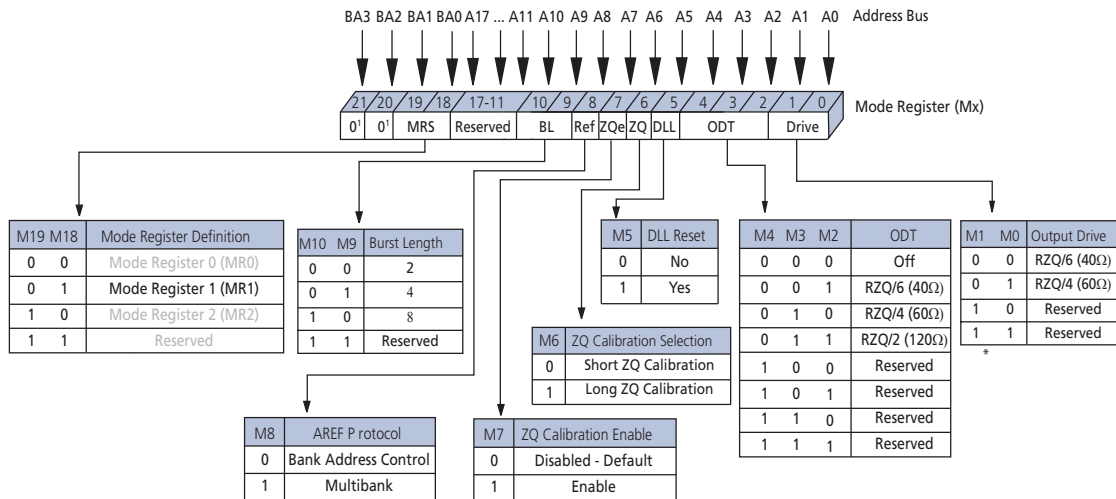 BA3 BA2 BA1 BA0 A17 ... A11 A10 A9 A8 A7 A6 A5 A4 A3 A2 A1 A0 Address Bus
21 20 19 18 17-11 10 9 8 7 6 5 4 3 2 1 0 Mode Register (Mx)
0¹ 0¹ MRS Reserved BL Ref ZQe ZQ DLL ODT Drive
M19 M18 Mode Register Definition
0 0 Mode Register 0 (MR0)
0 1 Mode Register 1 (MR1)
1 0 Mode Register 2 (MR2)
1 1 Reserved
M10 M9 Burst Length
0 0 2
0 1 4
1 0 8
1 1 Reserved
M5 DLL Reset
0 No
1 Yes
M4 M3 M2 ODT
0 0 0 Off
0 0 1 RZQ/6 (40Ω)
0 1 0 RZQ/4 (60Ω)
0 1 1 RZQ/2 (120Ω)
1 0 0 Reserved
1 0 1 Reserved
1 1 0 Reserved
1 1 1 Reserved
M1 M0 Output Drive
0 0 RZQ/6 (40Ω)
0 1 RZQ/4 (60Ω)
1 0 Reserved
1 1 Reserved
*
M6 ZQ Calibration Selection
0 Short ZQ Calibration
1 Long ZQ Calibration
M8 AREF P rotocol
0 Bank Address Control
1 Multibank
M7 ZQ Calibration Enable
0 Disabled - Default
1 Enable